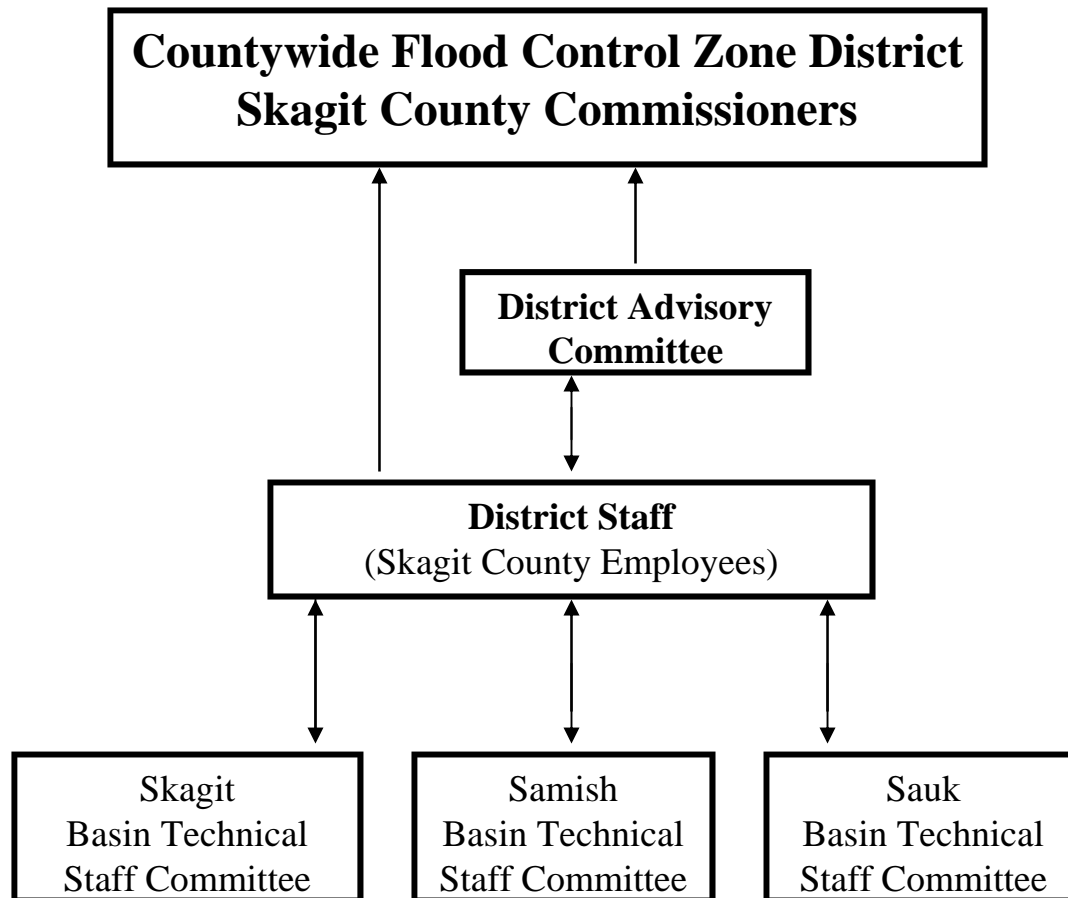 Countywide Flood Control Zone District
Skagit County Commissioners
District Advisory
Committee
District Staff
(Skagit County Employees)
Skagit
Basin Technical
Staff Committee
Samish
Basin Technical
Staff Committee
Sauk
Basin Technical
Staff Committee